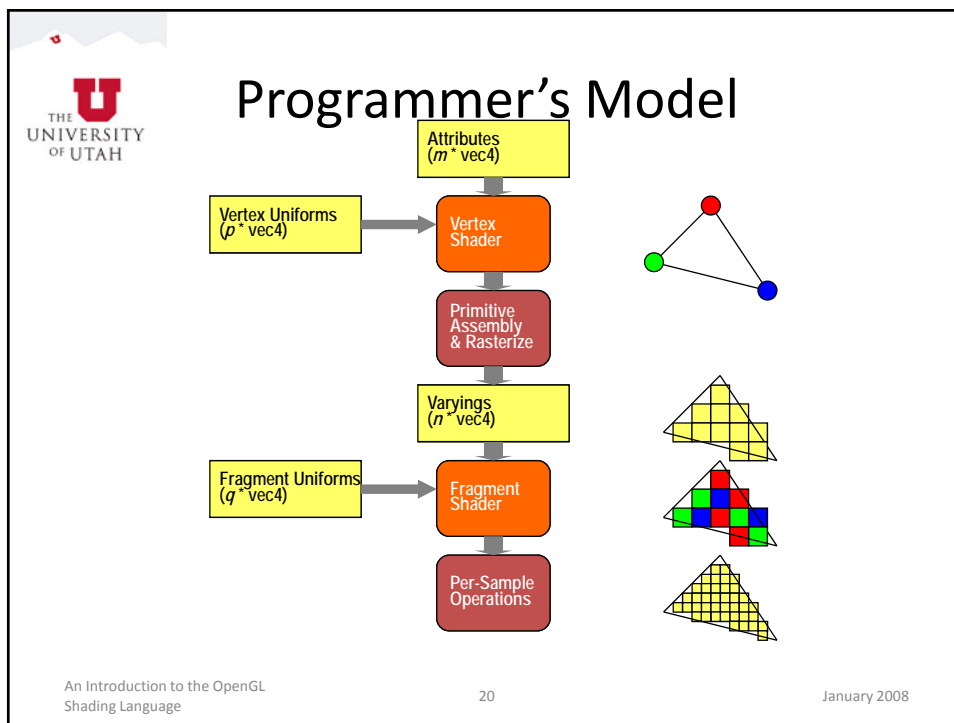 THE
UNIVERSITY
OF UTAH
Programmer’s Model
Attributes
(m * vec4)
Vertex Uniforms
(p * vec4)
Vertex
Shader
Primitive
Assembly
& Rasterize
Varyings
(n * vec4)
Fragment Uniforms
(q * vec4)
Fragment
Shader
Per-Sample
Operations
An Introduction to the OpenGL
Shading Language
20
January 2008